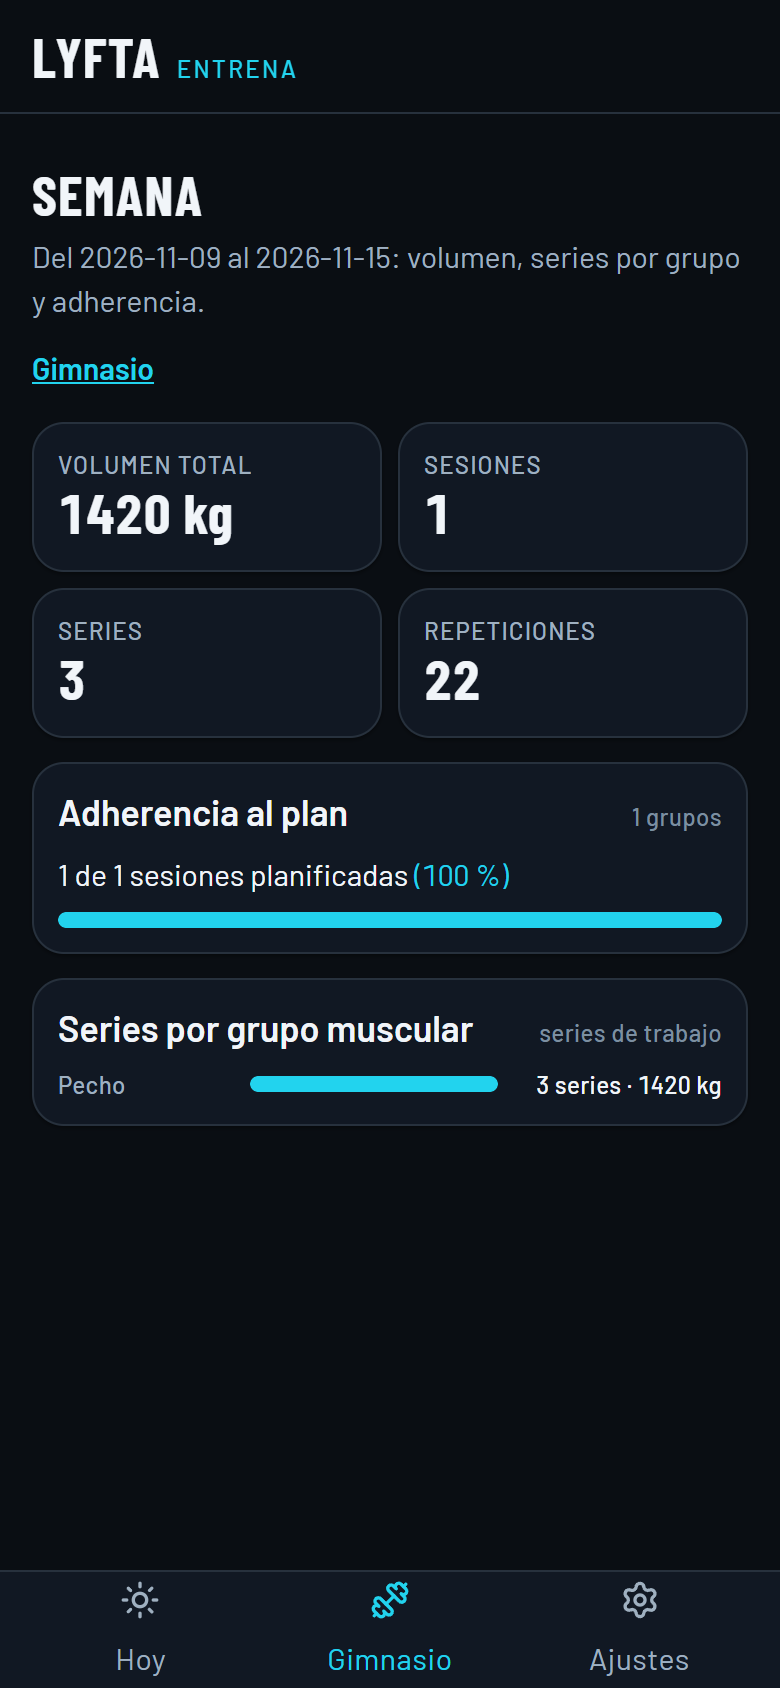 LYFTA ENTRENA
SEMANA
Del 2026-11-09 al 2026-11-15: volumen, series por grupo
y adherencia.
Gimnasio
VOLUMEN TOTAL
1420 kg
SESIONES
1
SERIES
3
REPETICIONES
22
Adherencia al plan
1 grupos
1 de 1 sesiones planificadas (100 %)
Series por grupo muscular
series de trabajo
Pecho
3 series · 1420 kg
Hoy
Gimnasio
Ajustes